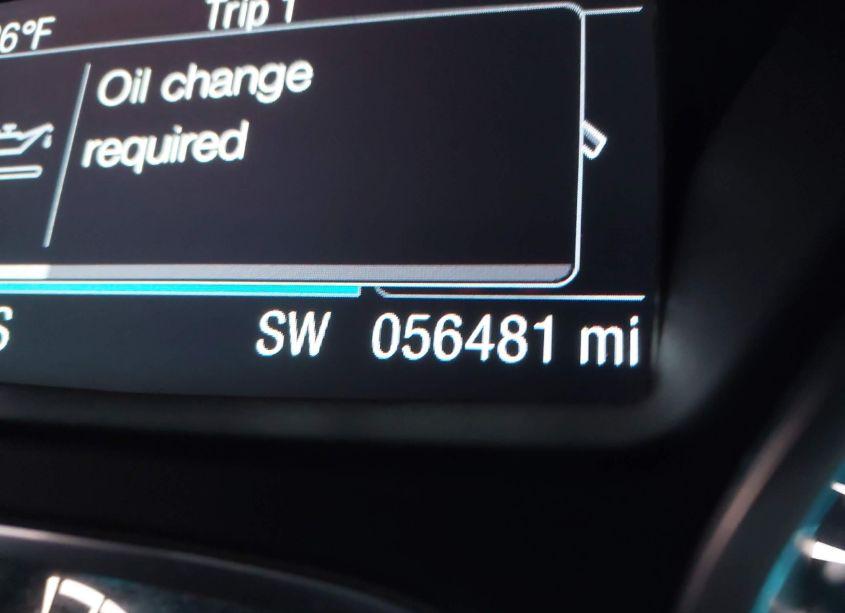 6°F
Trip 1
Oil change
required
S
SW 056481 mi